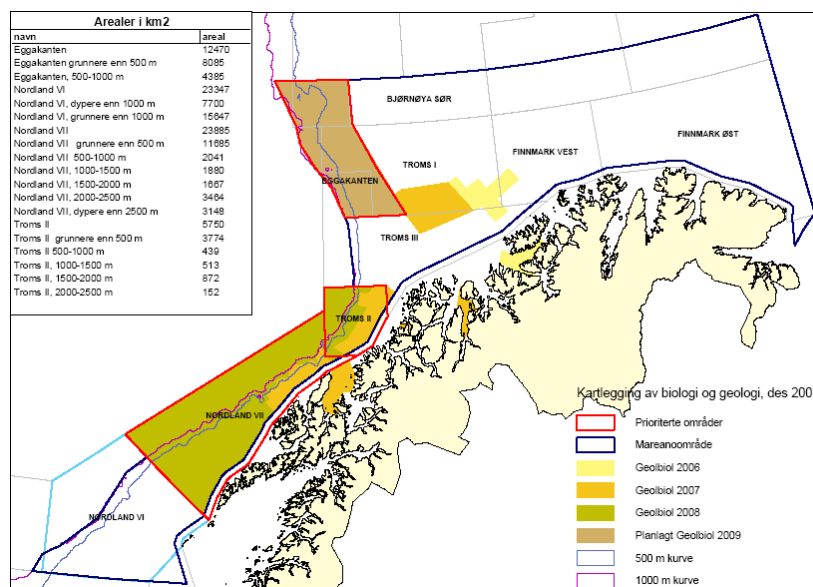 Arealer i km2
navn areal
Eggakanten 12470
Eggakanten grunnere enn 500 m 8085
Eggakanten, 500-1000 m 4385
Nordland VI 23347
Nordland VI, dypere enn 1000 m 7700
Nordland VI, grunnere enn 1000 m 15647
Nordland VII 23885
Nordland VII grunnere enn 500 m 11685
Nordland VII 500-1000 m 2041
Nordland VII, 1000-1500 m 1880
Nordland VII, 1500-2000 m 1667
Nordland VII, 2000-2500 m 3464
Nordland VII, dypere enn 2500 m 3148
Troms II 5750
Troms II grunnere enn 500 m 3774
Troms II 500-1000 m 439
Troms II, 1000-1500 m 513
Troms II, 1500-2000 m 872
Troms II, 2000-2500 m 152
BJØRNØYA SØR
FINNMARK ØST
FINNMARK VEST
TROMS I
EGGAKANTEN
TROMS III
TROMS II
NORDLAND VII
NORDLAND VI
Kartlegging av biologi og geologi, des 200
Prioriterte områder
Mareanoområde
Geolbiol 2006
Geolbiol 2007
Geolbiol 2008
Planlagt Geolbiol 2009
500 m kurve
1000 m kurve